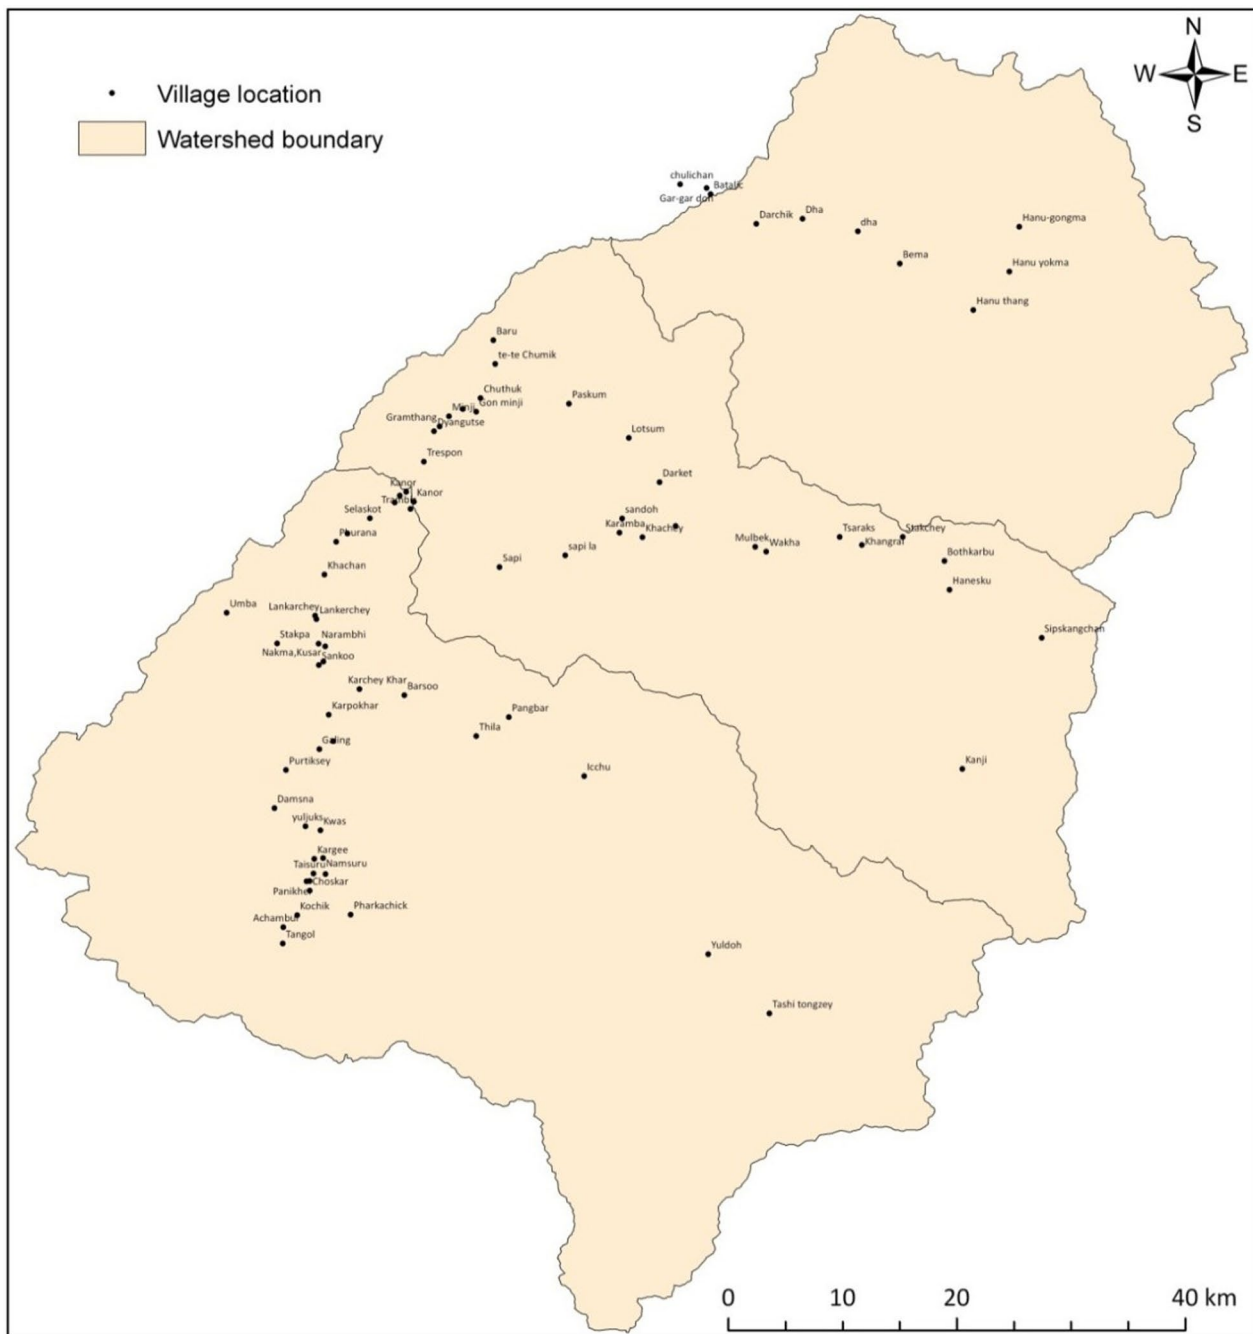 N
W E
S
Village location
Watershed boundary
chulichan
Batalic
Gar-gar doh
Darchik
Dha
dha
Hanu-gongma
Bema
Hanu yokma
Hanu thang
Baru
te-te Chumik
Chuthuk
Paskum
Minji
Gon minji
Gramthang
Dyangutse
Lotsum
Trespon
Darket
Kanor
Kanor
Selaskot
sandoh
Karamba
Khachey
Tsaraks
Stakchey
Phurana
Mulbek
Wakha
Khangral
sapi la
Bothkarbu
Sapi
Khachan
Hanesku
Umba
Lankarchey
Lankerchey
Sipskangchan
Stakpa
Narambhi
Nakma,Kusar
Sankoo
Karchey Khar
Barsoo
Karpokhar
Pangbar
Thila
Purtiksey
Icchu
Kanji
Damsna
yuljuks
Kwas
Kargee
Taisuru
Namsuru
Choskar
Kochik
Pharkachick
Achambur
Tangol
Yuldoh
Tashi tongzey
0 10 20 40 km